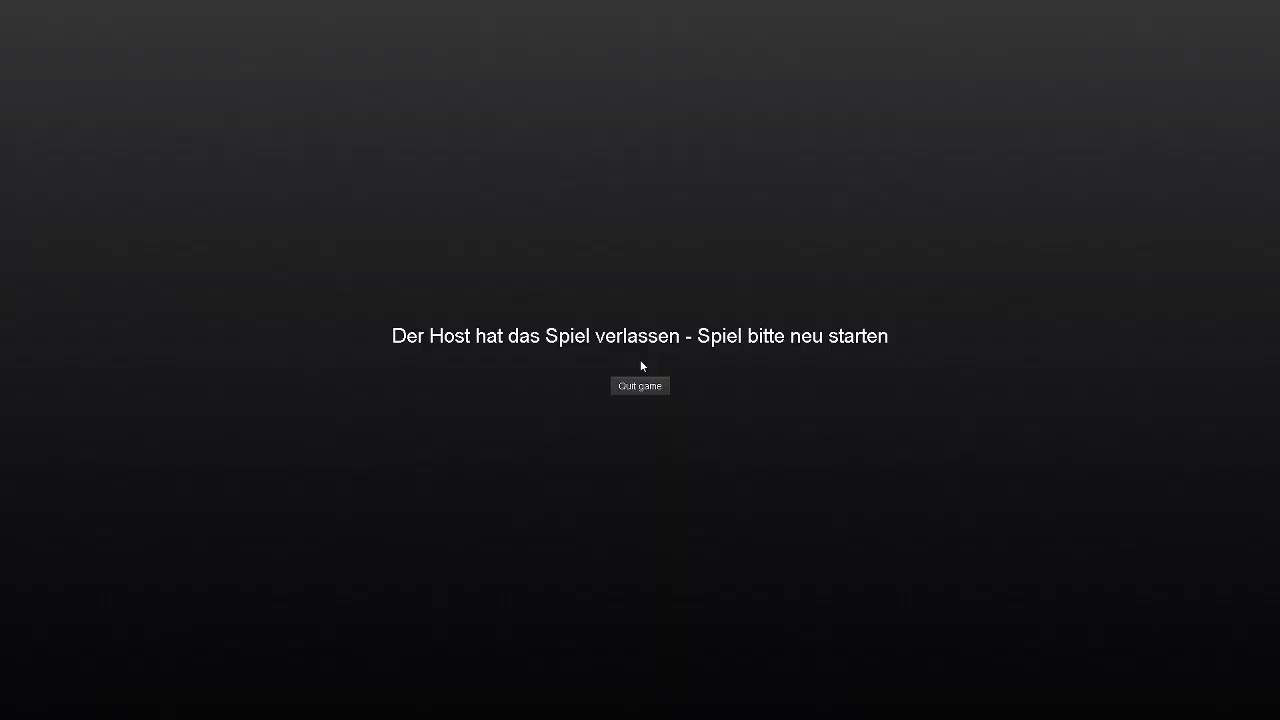 Der Host hat das Spiel verlassen - Spiel bitte neu starten
Quit game